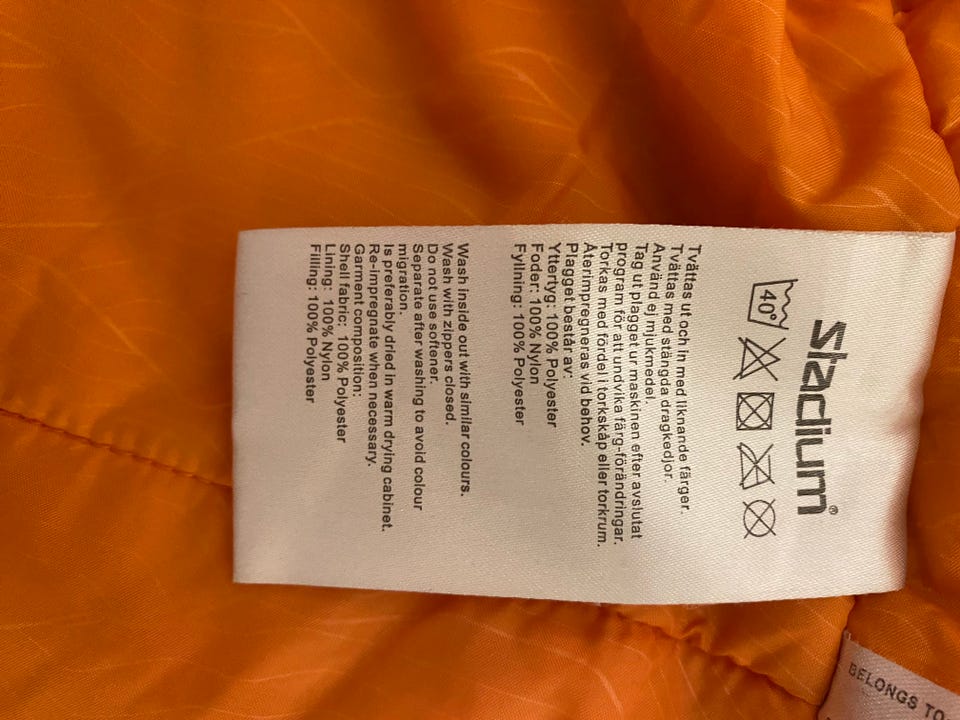 stadium®
40°
Tvättas ut och in med liknande färger.
Tvättas med stängda dragkedjor.
Använd ej mjukmedel.
Tag ut plagget ur maskinen efter avslutat
program för att undvika färg-förändringar.
Torkas med fördel i torkskåp eller torkrum.
Återimpregneras vid behov.
Plagget består av:
Yttertyg: 100% Polyester
Foder: 100% Nylon
Fyllning: 100% Polyester
Wash inside out with similar colours.
Wash with zippers closed.
Do not use softener.
Separate after washing to avoid colour
migration.
Is preferably dried in warm drying cabinet.
Re-impregnate when necessary.
Garment composition:
Shell fabric: 100% Polyester
Lining: 100% Nylon
Filling: 100% Polyester
BELONGS TO